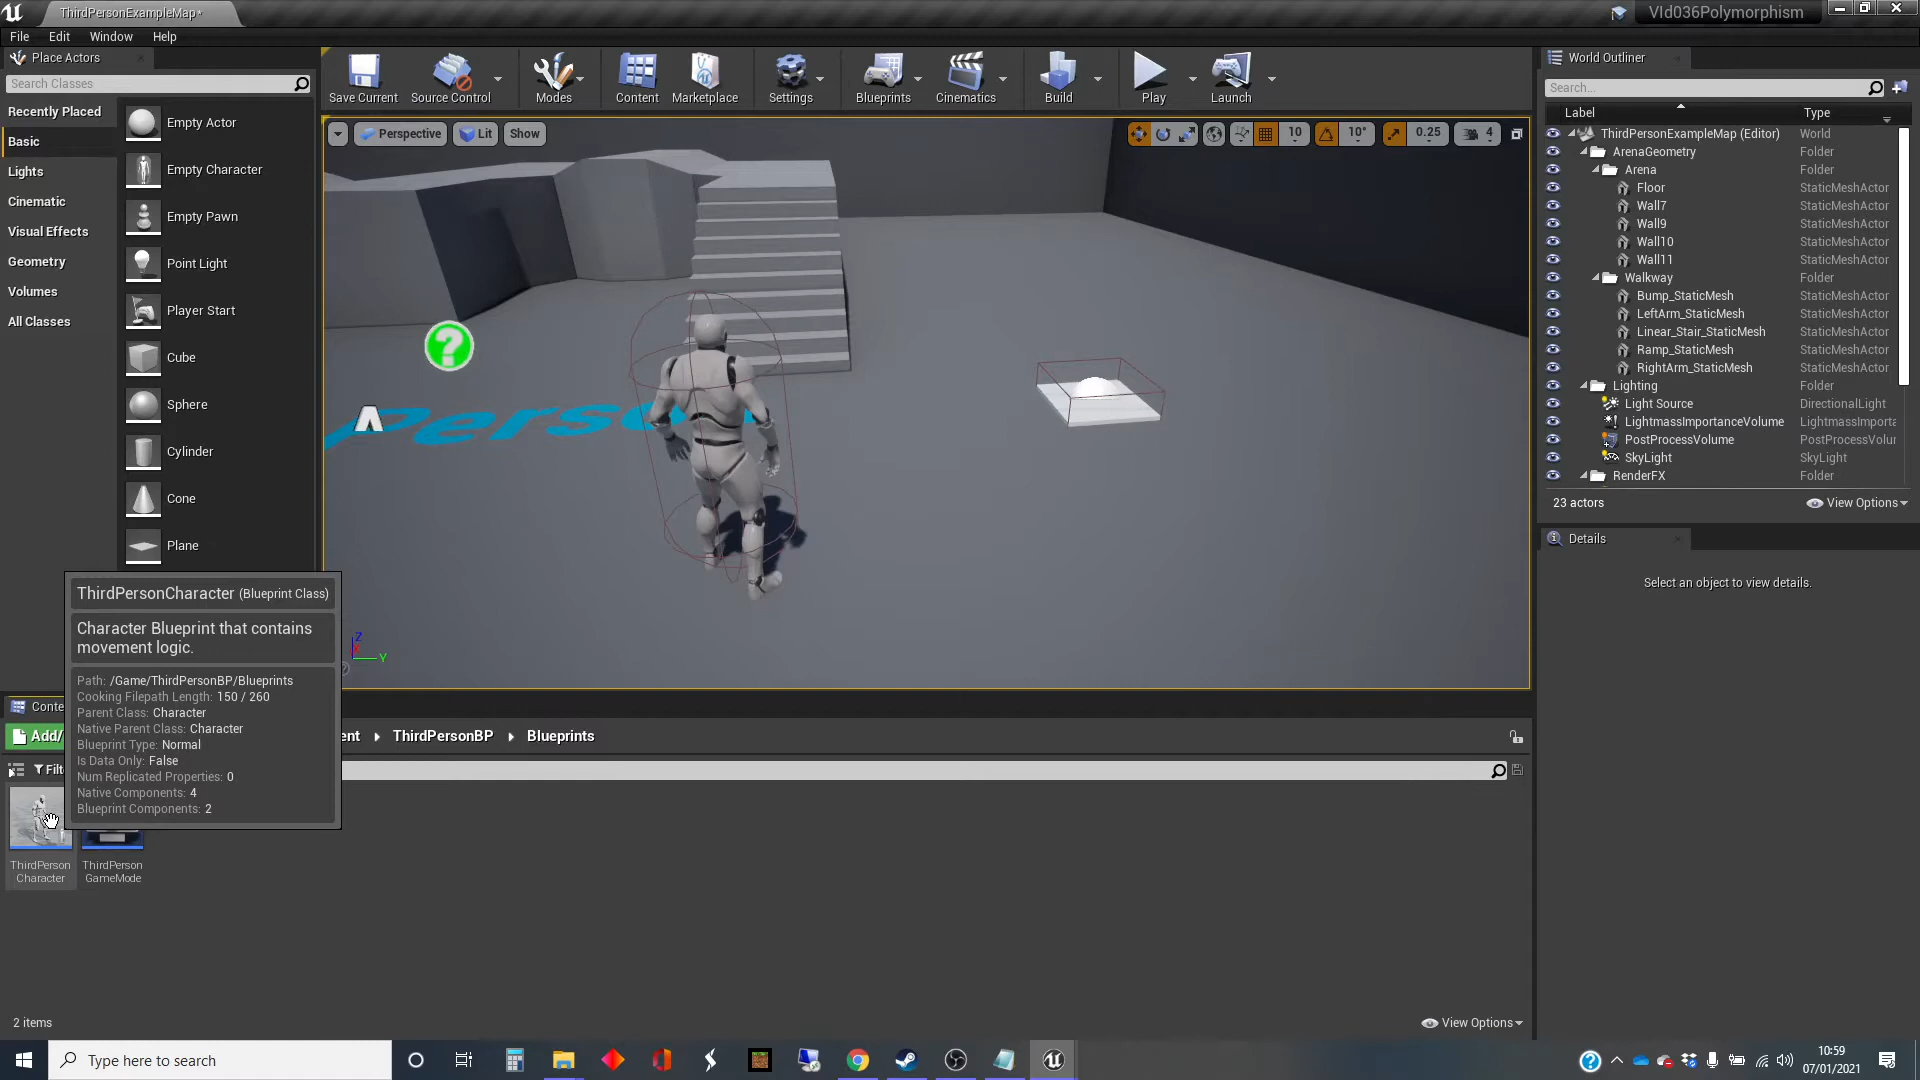 ThirdPersonExampleMap*
VId036Polymorphism
File Edit Window Help
Place Actors
Search Classes
Recently Placed
Basic
Lights
Cinematic
Visual Effects
Geometry
Volumes
All Classes
Empty Actor
Empty Character
Empty Pawn
Point Light
Player Start
Cube
Sphere
Cylinder
Cone
Plane
Save Current Source Control Modes Content Marketplace Settings Blueprints Cinematics Build Play Launch
Perspective Lit Show
10 10° 0.25 4
?
Person
World Outliner
Search...
Label Type
ThirdPersonExampleMap (Editor) World
ArenaGeometry Folder
Arena Folder
Floor StaticMeshActor
Wall7 StaticMeshActor
Wall9 StaticMeshActor
Wall10 StaticMeshActor
Wall11 StaticMeshActor
Walkway Folder
Bump_StaticMesh StaticMeshActor
LeftArm_StaticMesh StaticMeshActor
Linear_Stair_StaticMesh StaticMeshActor
Ramp_StaticMesh StaticMeshActor
RightArm_StaticMesh StaticMeshActor
Lighting Folder
Light Source DirectionalLight
LightmassImportanceVolume LightmassImporta
PostProcessVolume PostProcessVolu
SkyLight SkyLight
RenderFX Folder
23 actors View Options
Details
Select an object to view details.
ThirdPersonCharacter (Blueprint Class)
Character Blueprint that contains
movement logic.
Path: /Game/ThirdPersonBP/Blueprints
Cooking Filepath Length: 150 / 260
Parent Class: Character
Native Parent Class: Character
Blueprint Type: Normal
Is Data Only: False
Num Replicated Properties: 0
Native Components: 4
Blueprint Components: 2
Z
X
Y
Conte
Add/
ent ThirdPersonBP Blueprints
Filt
ThirdPerson
Character
ThirdPerson
GameMode
2 items View Options
Type here to search
10:59
07/01/2021